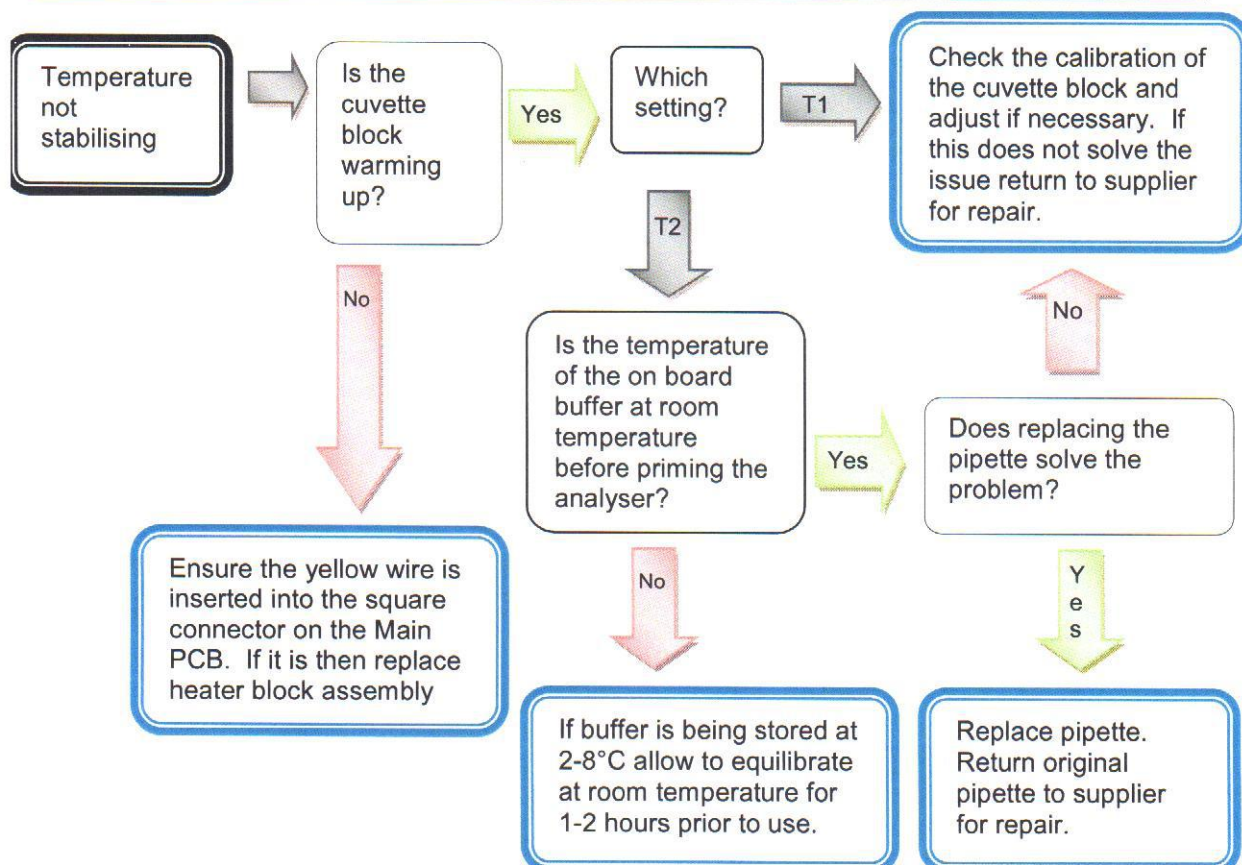 Temperature
not
stabilising
Is the
cuvette
block
warming
up?
Yes
Which
setting?
T1
Check the calibration of
the cuvette block and
adjust if necessary. If
this does not solve the
issue return to supplier
for repair.
T2
No
No
Is the temperature
of the on board
buffer at room
temperature
before priming the
analyser?
Yes
Does replacing the
pipette solve the
problem?
Ensure the yellow wire is
inserted into the square
connector on the Main
PCB. If it is then replace
heater block assembly
No
Yes
If buffer is being stored at
2-8°C allow to equilibrate
at room temperature for
1-2 hours prior to use.
Replace pipette.
Return original
pipette to supplier
for repair.